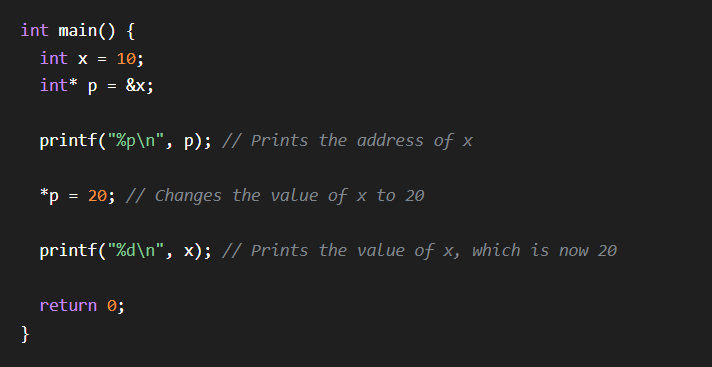 int main() {
  int x = 10;
  int* p = &x;

  printf("%p\n", p); // Prints the address of x

  *p = 20; // Changes the value of x to 20

  printf("%d\n", x); // Prints the value of x, which is now 20

  return 0;
}